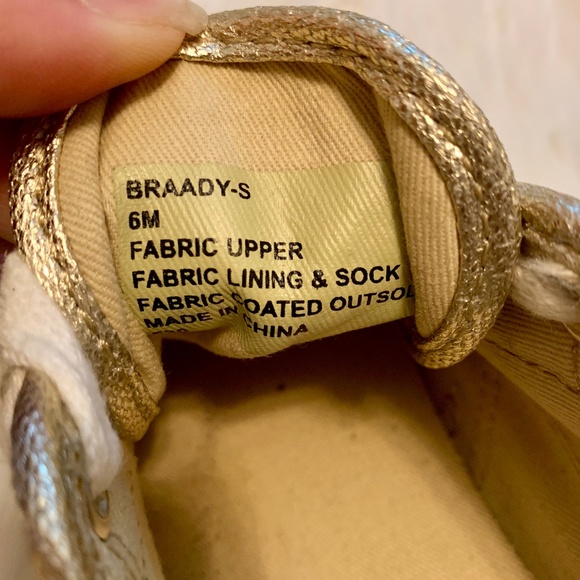 BRAADY-S
6M
FABRIC UPPER
FABRIC LINING & SOCK
FABRIC COATED OUTSOL
MADE IN CHINA